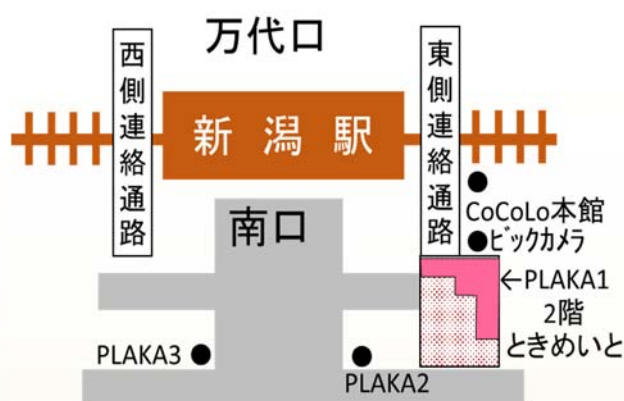 万代口
西側連絡通路
新潟駅
東側連絡通路
南口
CoCoLo本館
ビックカメラ
←PLAKA1
2階
ときめいと
PLAKA3
PLAKA2